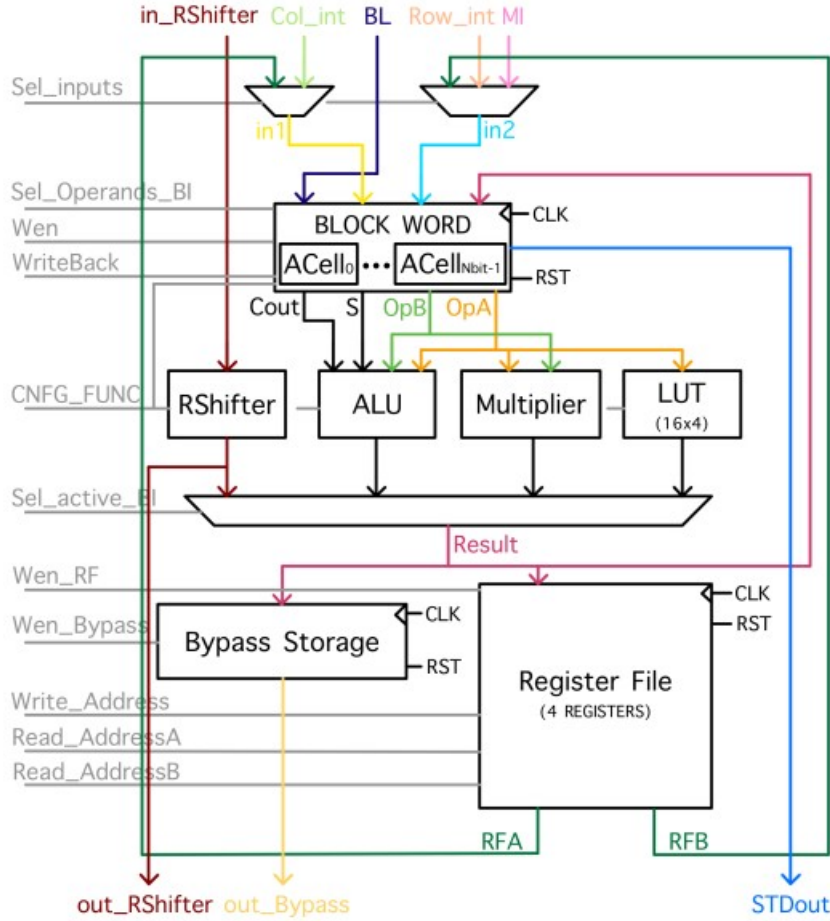 in_RShifter Col_int BL Row_int MI
Sel_inputs
in1 in2
Sel_Operands_BI
BLOCK WORD CLK
Wen
WriteBack ACell0 ACellNbit-1 RST
Cout S OpB OpA
CNFG_FUNC RShifter ALU Multiplier LUT
(16x4)
Sel_active_BI
Result
Wen_RF CLK
CLK
Wen_Bypass Bypass Storage RST
RST
Register File
Write_Address (4 REGISTERS)
Read_AddressA
Read_AddressB
RFA RFB
out_RShifter out_Bypass STDout